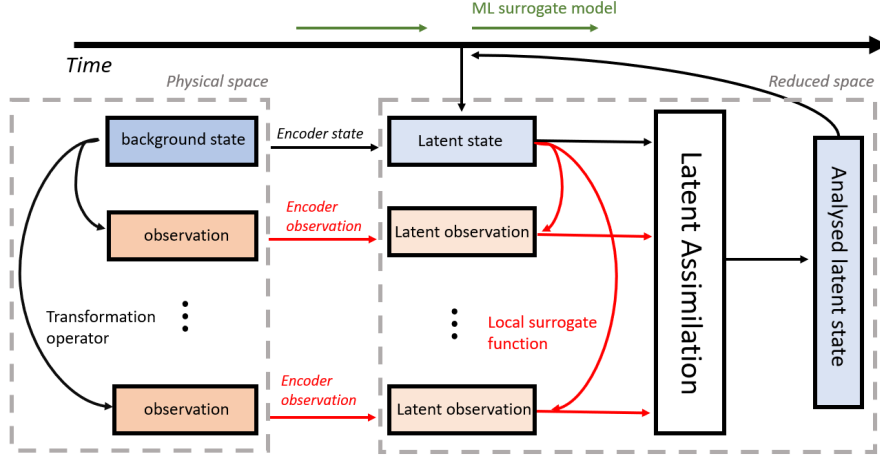 ML surrogate model
Time
Physical space
Reduced space
background state
Encoder state
Latent state
Encoder
observation
observation
Latent observation
Transformation
operator
Local surrogate
function
Encoder
observation
observation
Latent observation
Latent Assimilation
Analysed latent state